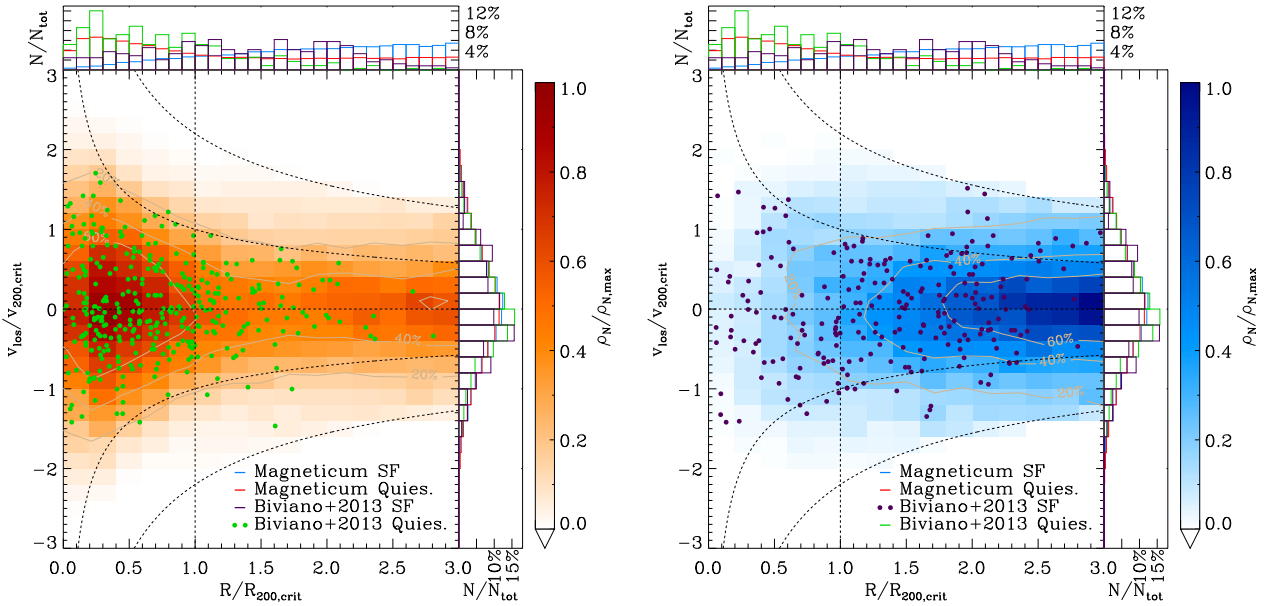 N/N_tot
12%
8%
4%
3
2
1
0
−1
−2
−3
v_loss/v_200,crit
20%
40%
50%
40%
20%
Magneticum SF
Magneticum Quies.
Biviano+2013 SF
Biviano+2013 Quies.
0.0 0.5 1.0 1.5 2.0 2.5 3.0
R/R_200,crit
10%
15%
N/N_tot
1.0
0.8
0.6
0.4
0.2
0.0
ρ_N/ρ_N,max
N/N_tot
12%
8%
4%
3
2
1
0
−1
−2
−3
v_loss/v_200,crit
40%
60%
40%
20%
Magneticum SF
Magneticum Quies.
Biviano+2013 SF
Biviano+2013 Quies.
0.0 0.5 1.0 1.5 2.0 2.5 3.0
R/R_200,crit
10%
15%
N/N_tot
1.0
0.8
0.6
0.4
0.2
0.0
ρ_N/ρ_N,max